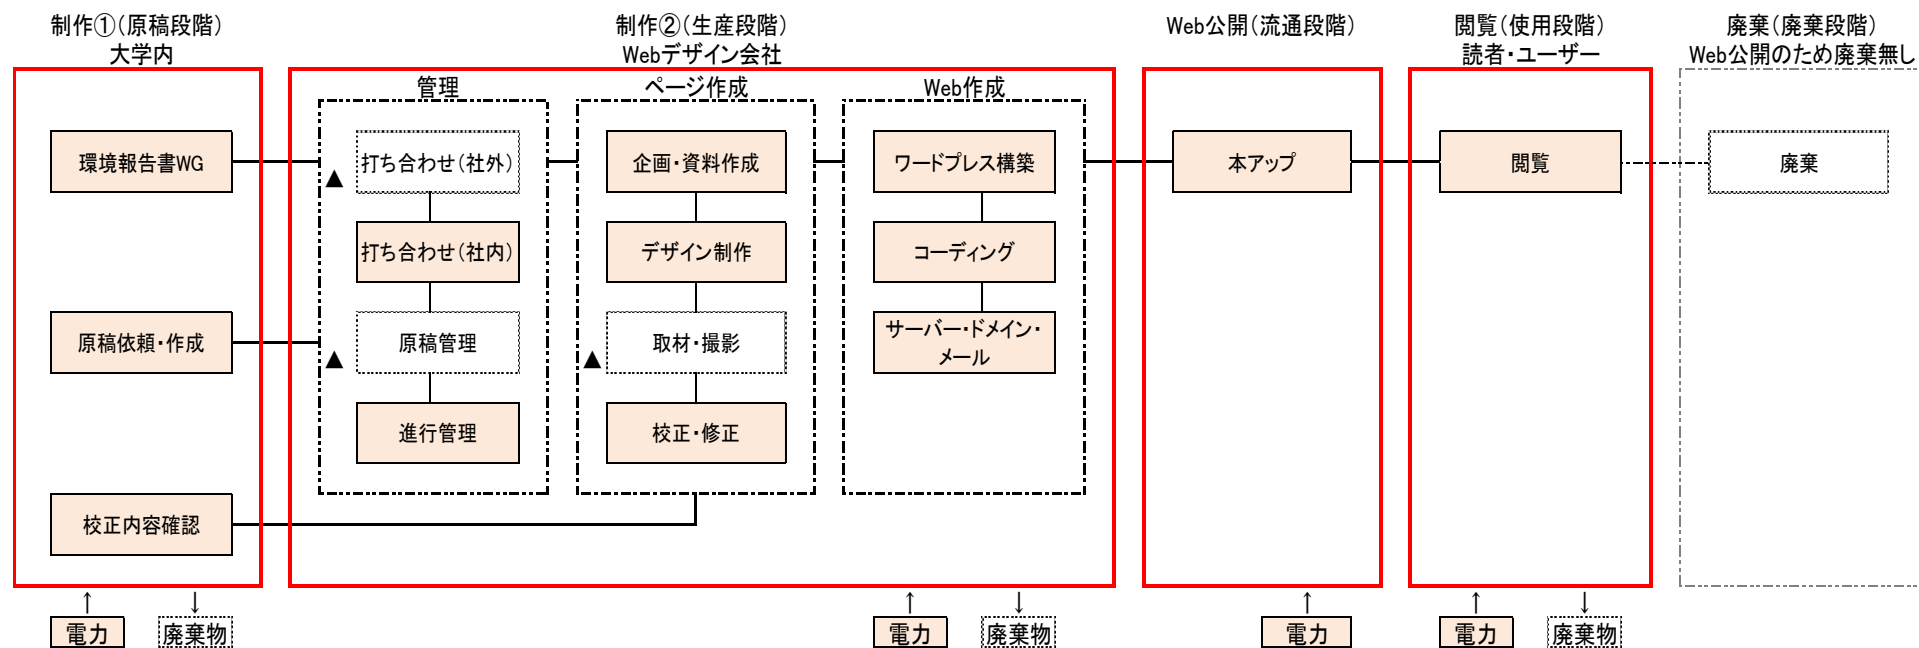 制作①(原稿段階)
大学内
制作②(生産段階)
Webデザイン会社
Web公開(流通段階)
閲覧(使用段階)
読者・ユーザー
廃棄(廃棄段階)
Web公開のため廃棄無し
管理
ページ作成
Web作成
環境報告書WG
原稿依頼・作成
校正内容確認
打ち合わせ(社外)
▲
打ち合わせ(社内)
原稿管理
▲
進行管理
企画・資料作成
デザイン制作
取材・撮影
▲
校正・修正
ワードプレス構築
コーディング
サーバー・ドメイン・
メール
本アップ
閲覧
廃棄
↑
↓
電力
廃棄物
↑
↓
電力
廃棄物
↑
電力
↑
↓
電力
廃棄物